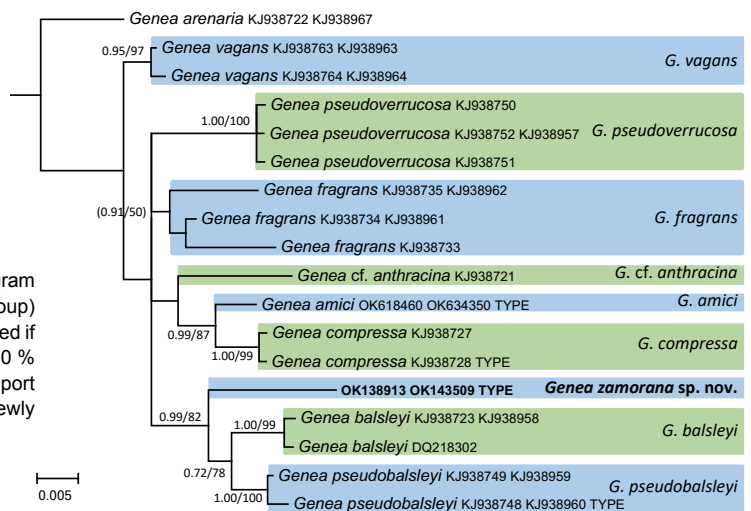 Genea arenaria KJ938722 KJ938967
0.95/97
Genea vagans KJ938763 KJ938963
G. vagans
Genea vagans KJ938764 KJ938964
Genea pseudoverrucosa KJ938750
1.00/100
Genea pseudoverrucosa KJ938752 KJ938957
G. pseudoverrucosa
Genea pseudoverrucosa KJ938751
Genea fragrans KJ938735 KJ938962
(0.91/50)
Genea fragrans KJ938734 KJ938961
G. fragrans
Genea fragrans KJ938733
Genea cf. anthracina KJ938721
G. cf. anthracina
gram
oup)
ed if
0 %
port
ewly
Genea amici OK618460 OK634350 TYPE
G. amici
0.99/87
Genea compressa KJ938727
G. compressa
1.00/99
Genea compressa KJ938728 TYPE
OK138913 OK143509 TYPE
Genea zamorana sp. nov.
0.99/82
1.00/99
Genea balsleyi KJ938723 KJ938958
G. balsleyi
Genea balsleyi DQ218302
0.72/78
Genea pseudobalsleyi KJ938749 KJ938959
G. pseudobalsleyi
1.00/100
Genea pseudobalsleyi KJ938748 KJ938960 TYPE
0.005